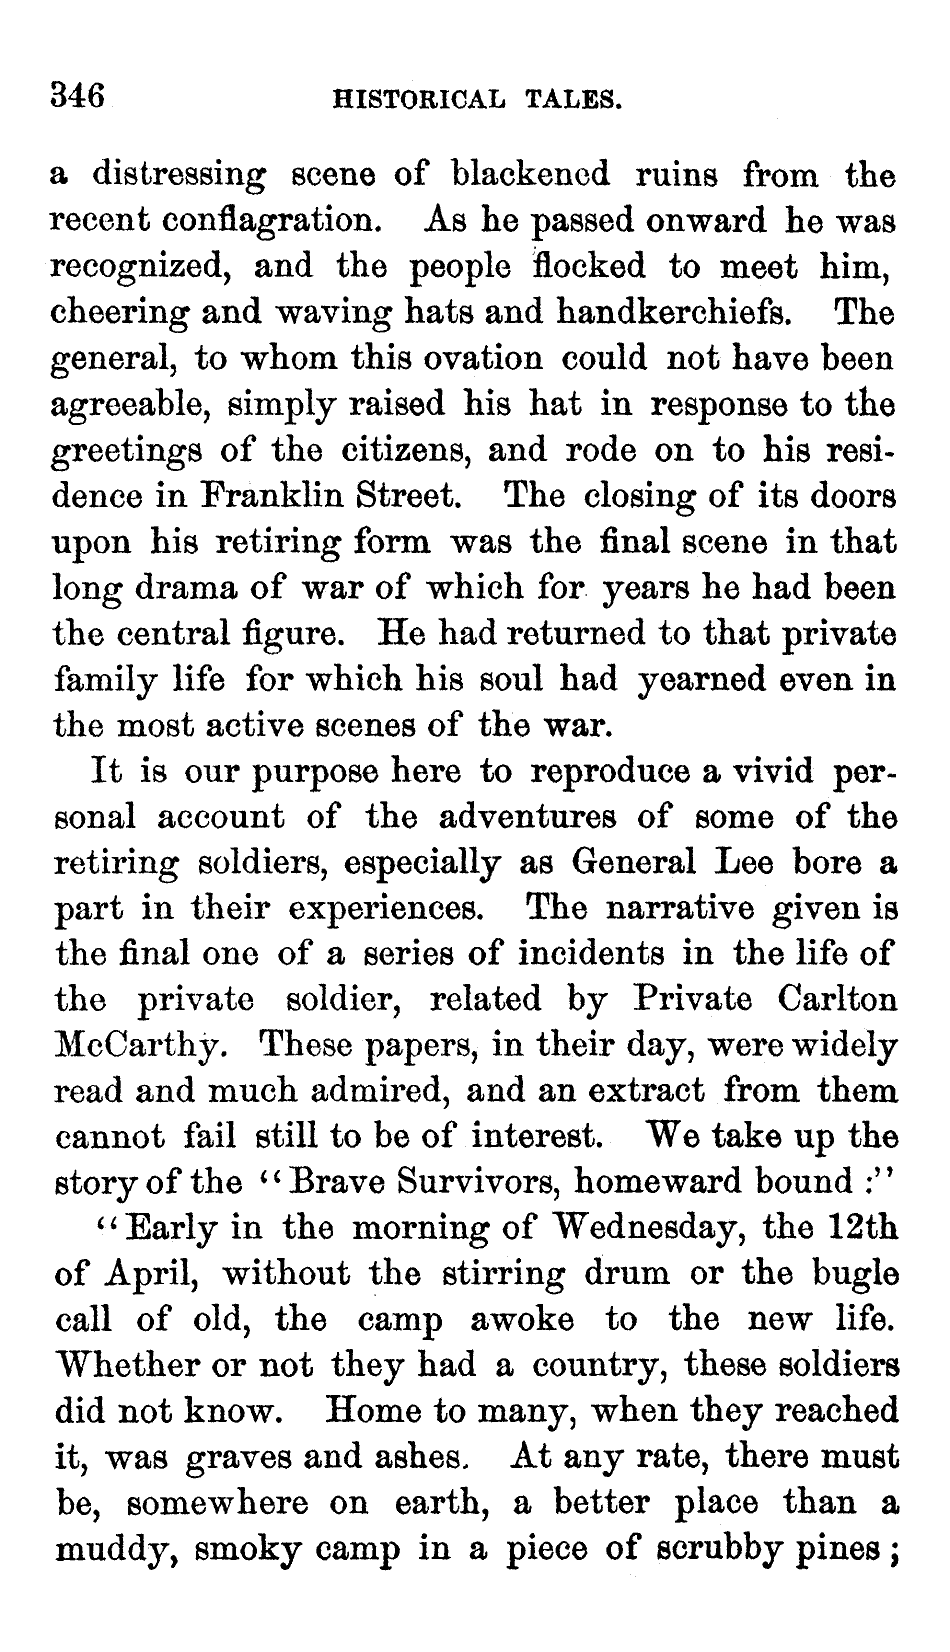 346 HISTORICAL TALES.
a distressing scene of blackened ruins from the
recent conflagration. As he passed onward he was
recognized, and the people flocked to meet him,
cheering and waving hats and handkerchiefs. The
general, to whom this ovation could not have been
agreeable, simply raised his hat in response to the
greetings of the citizens, and rode on to his resi-
dence in Franklin Street. The closing of its doors
upon his retiring form was the final scene in that
long drama of war of which for years he had been
the central figure. He had returned to that private
family life for which his soul had yearned even in
the most active scenes of the war.
It is our purpose here to reproduce a vivid per-
sonal account of the adventures of some of the
retiring soldiers, especially as General Lee bore a
part in their experiences. The narrative given is
the final one of a series of incidents in the life of
the private soldier, related by Private Carlton
McCarthy. These papers, in their day, were widely
read and much admired, and an extract from them
cannot fail still to be of interest. We take up the
story of the “Brave Survivors, homeward bound :”
“Early in the morning of Wednesday, the 12th
of April, without the stirring drum or the bugle
call of old, the camp awoke to the new life.
Whether or not they had a country, these soldiers
did not know. Home to many, when they reached
it, was graves and ashes. At any rate, there must
be, somewhere on earth, a better place than a
muddy, smoky camp in a piece of scrubby pines ;